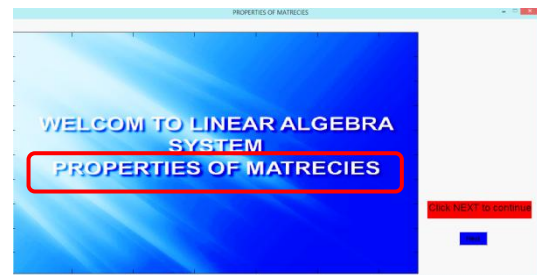 PROPERTIES OF MATRECIES
WELCOM TO LINEAR ALGEBRA
SYSTEM
PROPERTIES OF MATRECIES
Click NEXT to continue